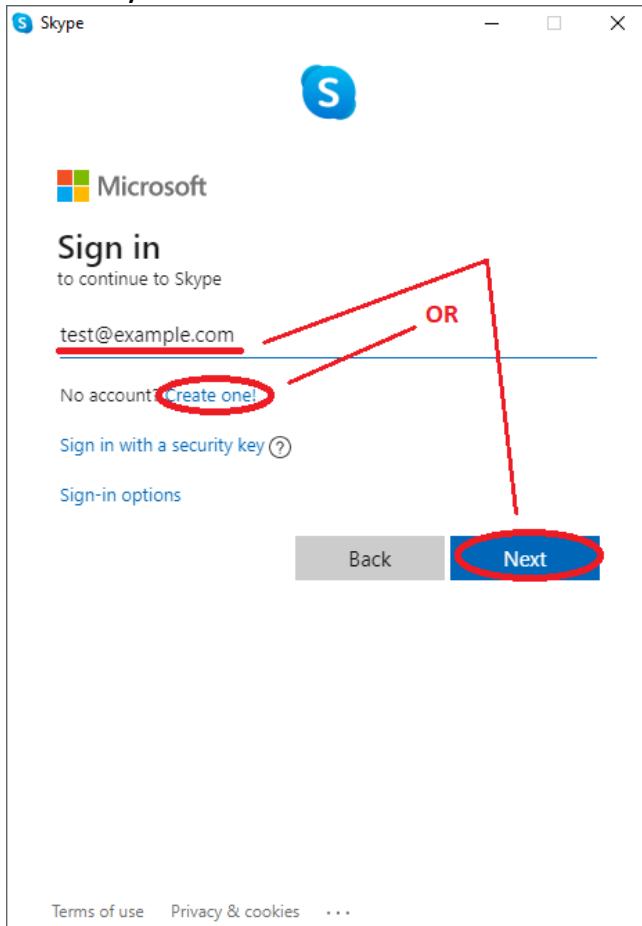 Skype
S
Microsoft
Sign in
to continue to Skype
test@example.com
OR
No account? Create one!
Sign in with a security key ?
Sign-in options
Back Next
Terms of use Privacy & cookies ...